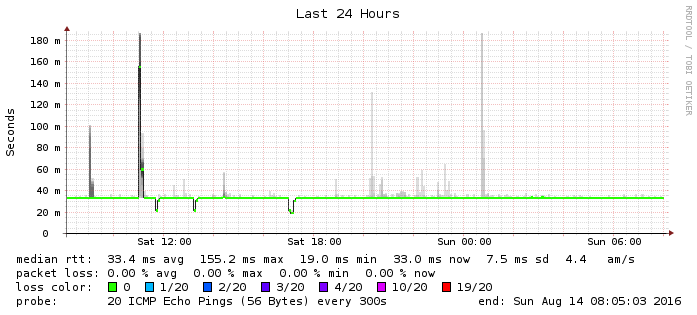 Last 24 Hours
RRDTOOL / TOBI OETIKER
Seconds
180 m
160 m
140 m
120 m
100 m
80 m
60 m
40 m
20 m
0
Sat 12:00 Sat 18:00 Sun 00:00 Sun 06:00
median rtt: 33.4 ms avg 155.2 ms max 19.0 ms min 33.0 ms now 7.5 ms sd 4.4 am/s
packet loss: 0.00 % avg 0.00 % max 0.00 % min 0.00 % now
loss color: 0 1/20 2/20 3/20 4/20 10/20 19/20
probe: 20 ICMP Echo Pings (56 Bytes) every 300s end: Sun Aug 14 08:05:03 2016